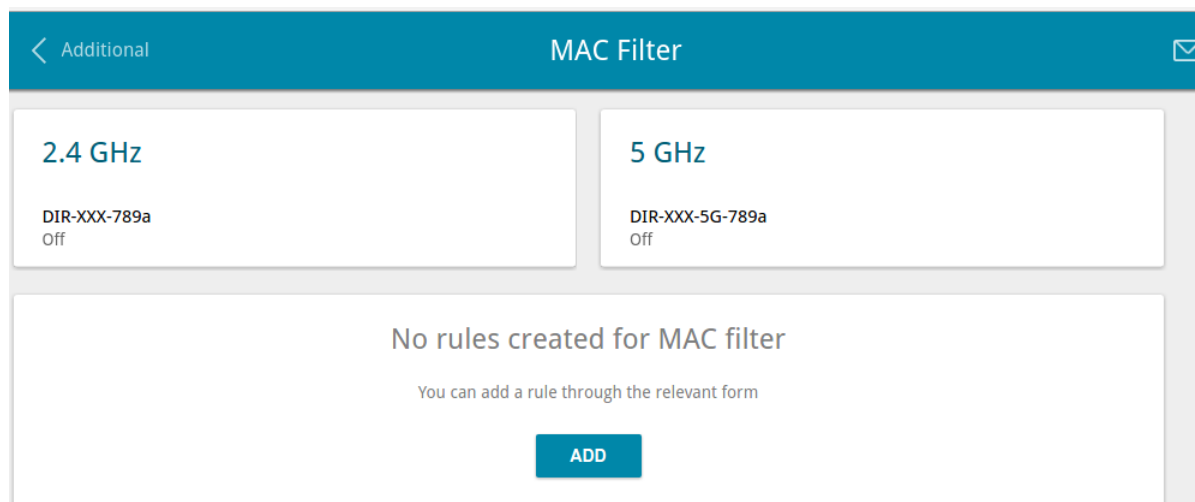 Additional
MAC Filter
2.4 GHz
DIR-XXX-789a
Off
5 GHz
DIR-XXX-5G-789a
Off
No rules created for MAC filter
You can add a rule through the relevant form
ADD